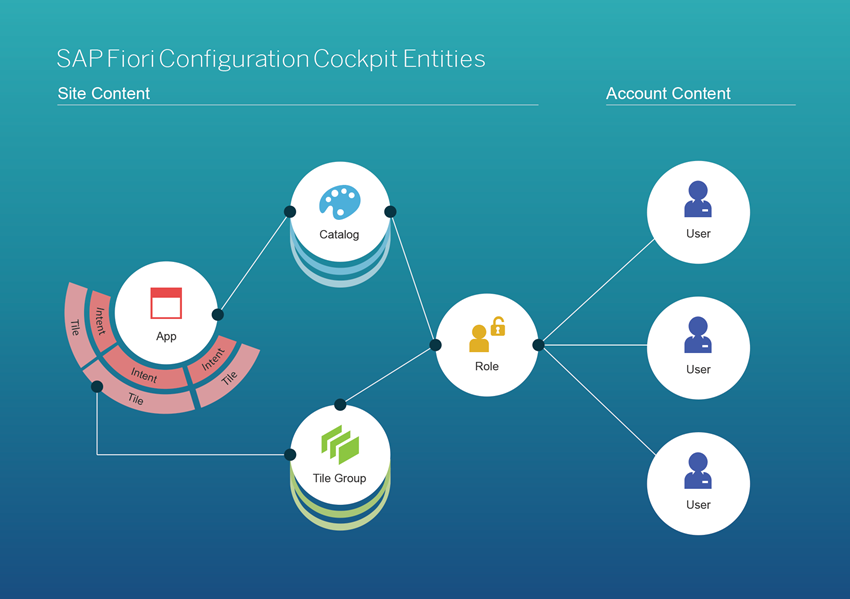 SAP Fiori Configuration Cockpit Entities
Site Content
Account Content
Catalog
User
App
Intent
Tile
Intent
Tile
Intent
Tile
Role
User
Tile Group
User